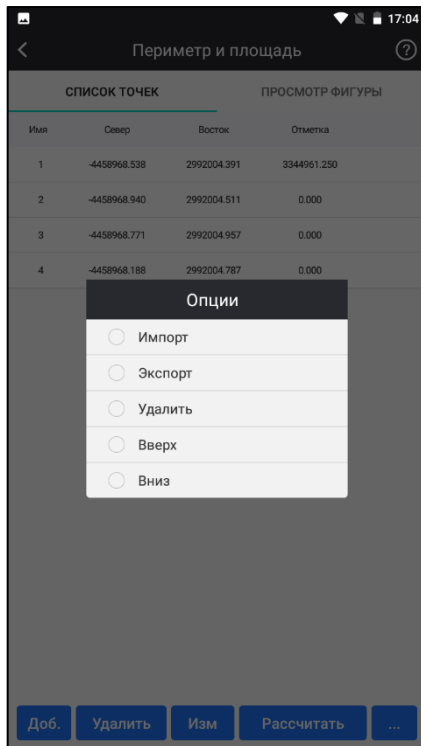 17:04
Периметр и площадь
СПИСОК ТОЧЕК ПРОСМОТР ФИГУРЫ
Имя Север Восток Отметка
1 -4458968.538 2992004.391 3344961.250
2 -4458968.940 2992004.511 0.000
3 -4458968.771 2992004.957 0.000
4 -4458968.188 2992004.787 0.000
Опции
Импорт
Экспорт
Удалить
Вверх
Вниз
Доб. Удалить Изм Рассчитать ...